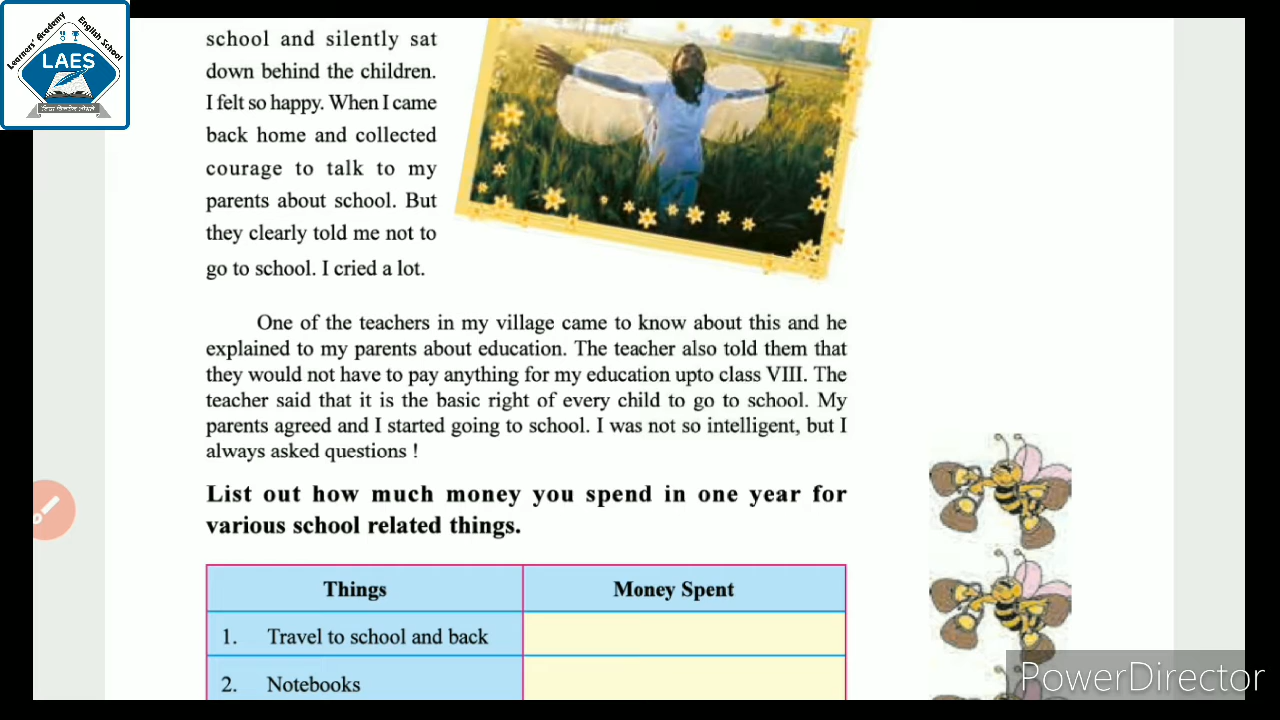 Learners' Academy English School
LAES
school and silently sat
down behind the children.
I felt so happy. When I came
back home and collected
courage to talk to my
parents about school. But
they clearly told me not to
go to school. I cried a lot.
One of the teachers in my village came to know about this and he
explained to my parents about education. The teacher also told them that
they would not have to pay anything for my education upto class VIII. The
teacher said that it is the basic right of every child to go to school. My
parents agreed and I started going to school. I was not so intelligent, but I
always asked questions !
List out how much money you spend in one year for
various school related things.
Things Money Spent
1. Travel to school and back
2. Notebooks
PowerDirector